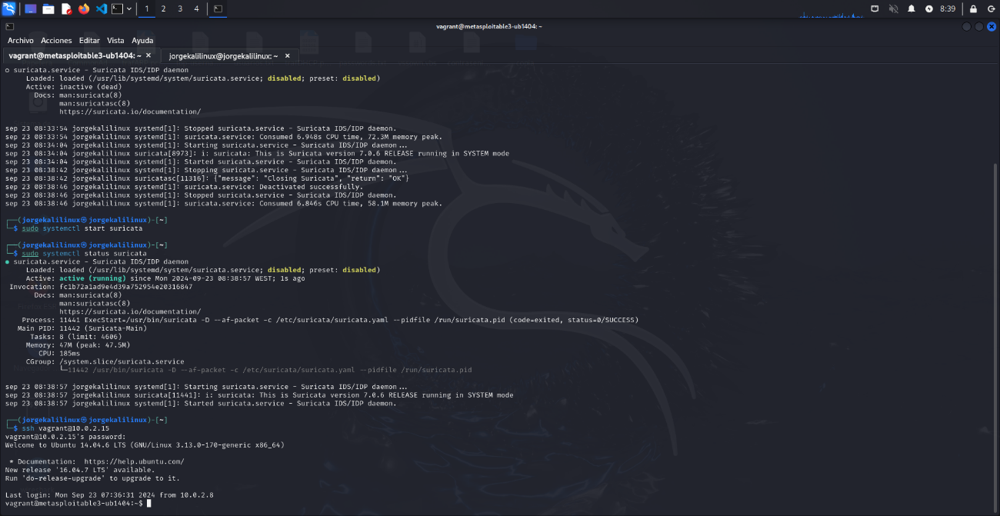 1 2 3 4 8:39
vagrant@metasploitable3-ub1404: ~
Archivo Acciones Editar Vista Ayuda
vagrant@metasploitable3-ub1404: ~ × jorgekalilinux@jorgekalilinux: ~ ×
○ suricata.service - Suricata IDS/IDP daemon
Loaded: loaded (/usr/lib/systemd/system/suricata.service; disabled; preset: disabled)
Active: inactive (dead)
Docs: man:suricata(8)
man:suricatasc(8)
https://suricata.io/documentation/
sep 23 08:33:54 jorgekalilinux systemd[1]: Stopped suricata.service - Suricata IDS/IDP daemon.
sep 23 08:33:54 jorgekalilinux systemd[1]: suricata.service: Consumed 6.948s CPU time, 72.3M memory peak.
sep 23 08:34:04 jorgekalilinux systemd[1]: Starting suricata.service - Suricata IDS/IDP daemon...
sep 23 08:34:04 jorgekalilinux suricata[8973]: i: suricata: This is Suricata version 7.0.6 RELEASE running in SYSTEM mode
sep 23 08:34:04 jorgekalilinux systemd[1]: Started suricata.service - Suricata IDS/IDP daemon.
sep 23 08:38:42 jorgekalilinux systemd[1]: Stopping suricata.service - Suricata IDS/IDP daemon...
sep 23 08:38:42 jorgekalilinux suricatasc[11316]: {"message": "Closing Suricata", "return": "OK"}
sep 23 08:38:46 jorgekalilinux systemd[1]: suricata.service: Deactivated successfully.
sep 23 08:38:46 jorgekalilinux systemd[1]: Stopped suricata.service - Suricata IDS/IDP daemon.
sep 23 08:38:46 jorgekalilinux systemd[1]: suricata.service: Consumed 6.846s CPU time, 58.1M memory peak.
┌──(jorgekalilinux㉿jorgekalilinux)-[~]
└─$ sudo systemctl start suricata
┌──(jorgekalilinux㉿jorgekalilinux)-[~]
└─$ sudo systemctl status suricata
● suricata.service - Suricata IDS/IDP daemon
Loaded: loaded (/usr/lib/systemd/system/suricata.service; disabled; preset: disabled)
Active: active (running) since Mon 2024-09-23 08:38:57 WEST; 1s ago
Invocation: fc1b72a1ad9e4d39a752954e20316847
Docs: man:suricata(8)
man:suricatasc(8)
https://suricata.io/documentation/
Process: 11441 ExecStart=/usr/bin/suricata -D --af-packet -c /etc/suricata/suricata.yaml --pidfile /run/suricata.pid (code=exited, status=0/SUCCESS)
Main PID: 11442 (Suricata-Main)
Tasks: 8 (limit: 4606)
Memory: 47M (peak: 47.5M)
CPU: 185ms
CGroup: /system.slice/suricata.service
└─11442 /usr/bin/suricata -D --af-packet -c /etc/suricata/suricata.yaml --pidfile /run/suricata.pid
sep 23 08:38:57 jorgekalilinux systemd[1]: Starting suricata.service - Suricata IDS/IDP daemon...
sep 23 08:38:57 jorgekalilinux suricata[11441]: i: suricata: This is Suricata version 7.0.6 RELEASE running in SYSTEM mode
sep 23 08:38:57 jorgekalilinux systemd[1]: Started suricata.service - Suricata IDS/IDP daemon.
┌──(jorgekalilinux㉿jorgekalilinux)-[~]
└─$ ssh vagrant@10.0.2.15
vagrant@10.0.2.15's password:
Welcome to Ubuntu 14.04.6 LTS (GNU/Linux 3.13.0-170-generic x86_64)
* Documentation: https://help.ubuntu.com/
New release '16.04.7 LTS' available.
Run 'do-release-upgrade' to upgrade to it.
Last login: Mon Sep 23 07:36:31 2024 from 10.0.2.8
vagrant@metasploitable3-ub1404:~$